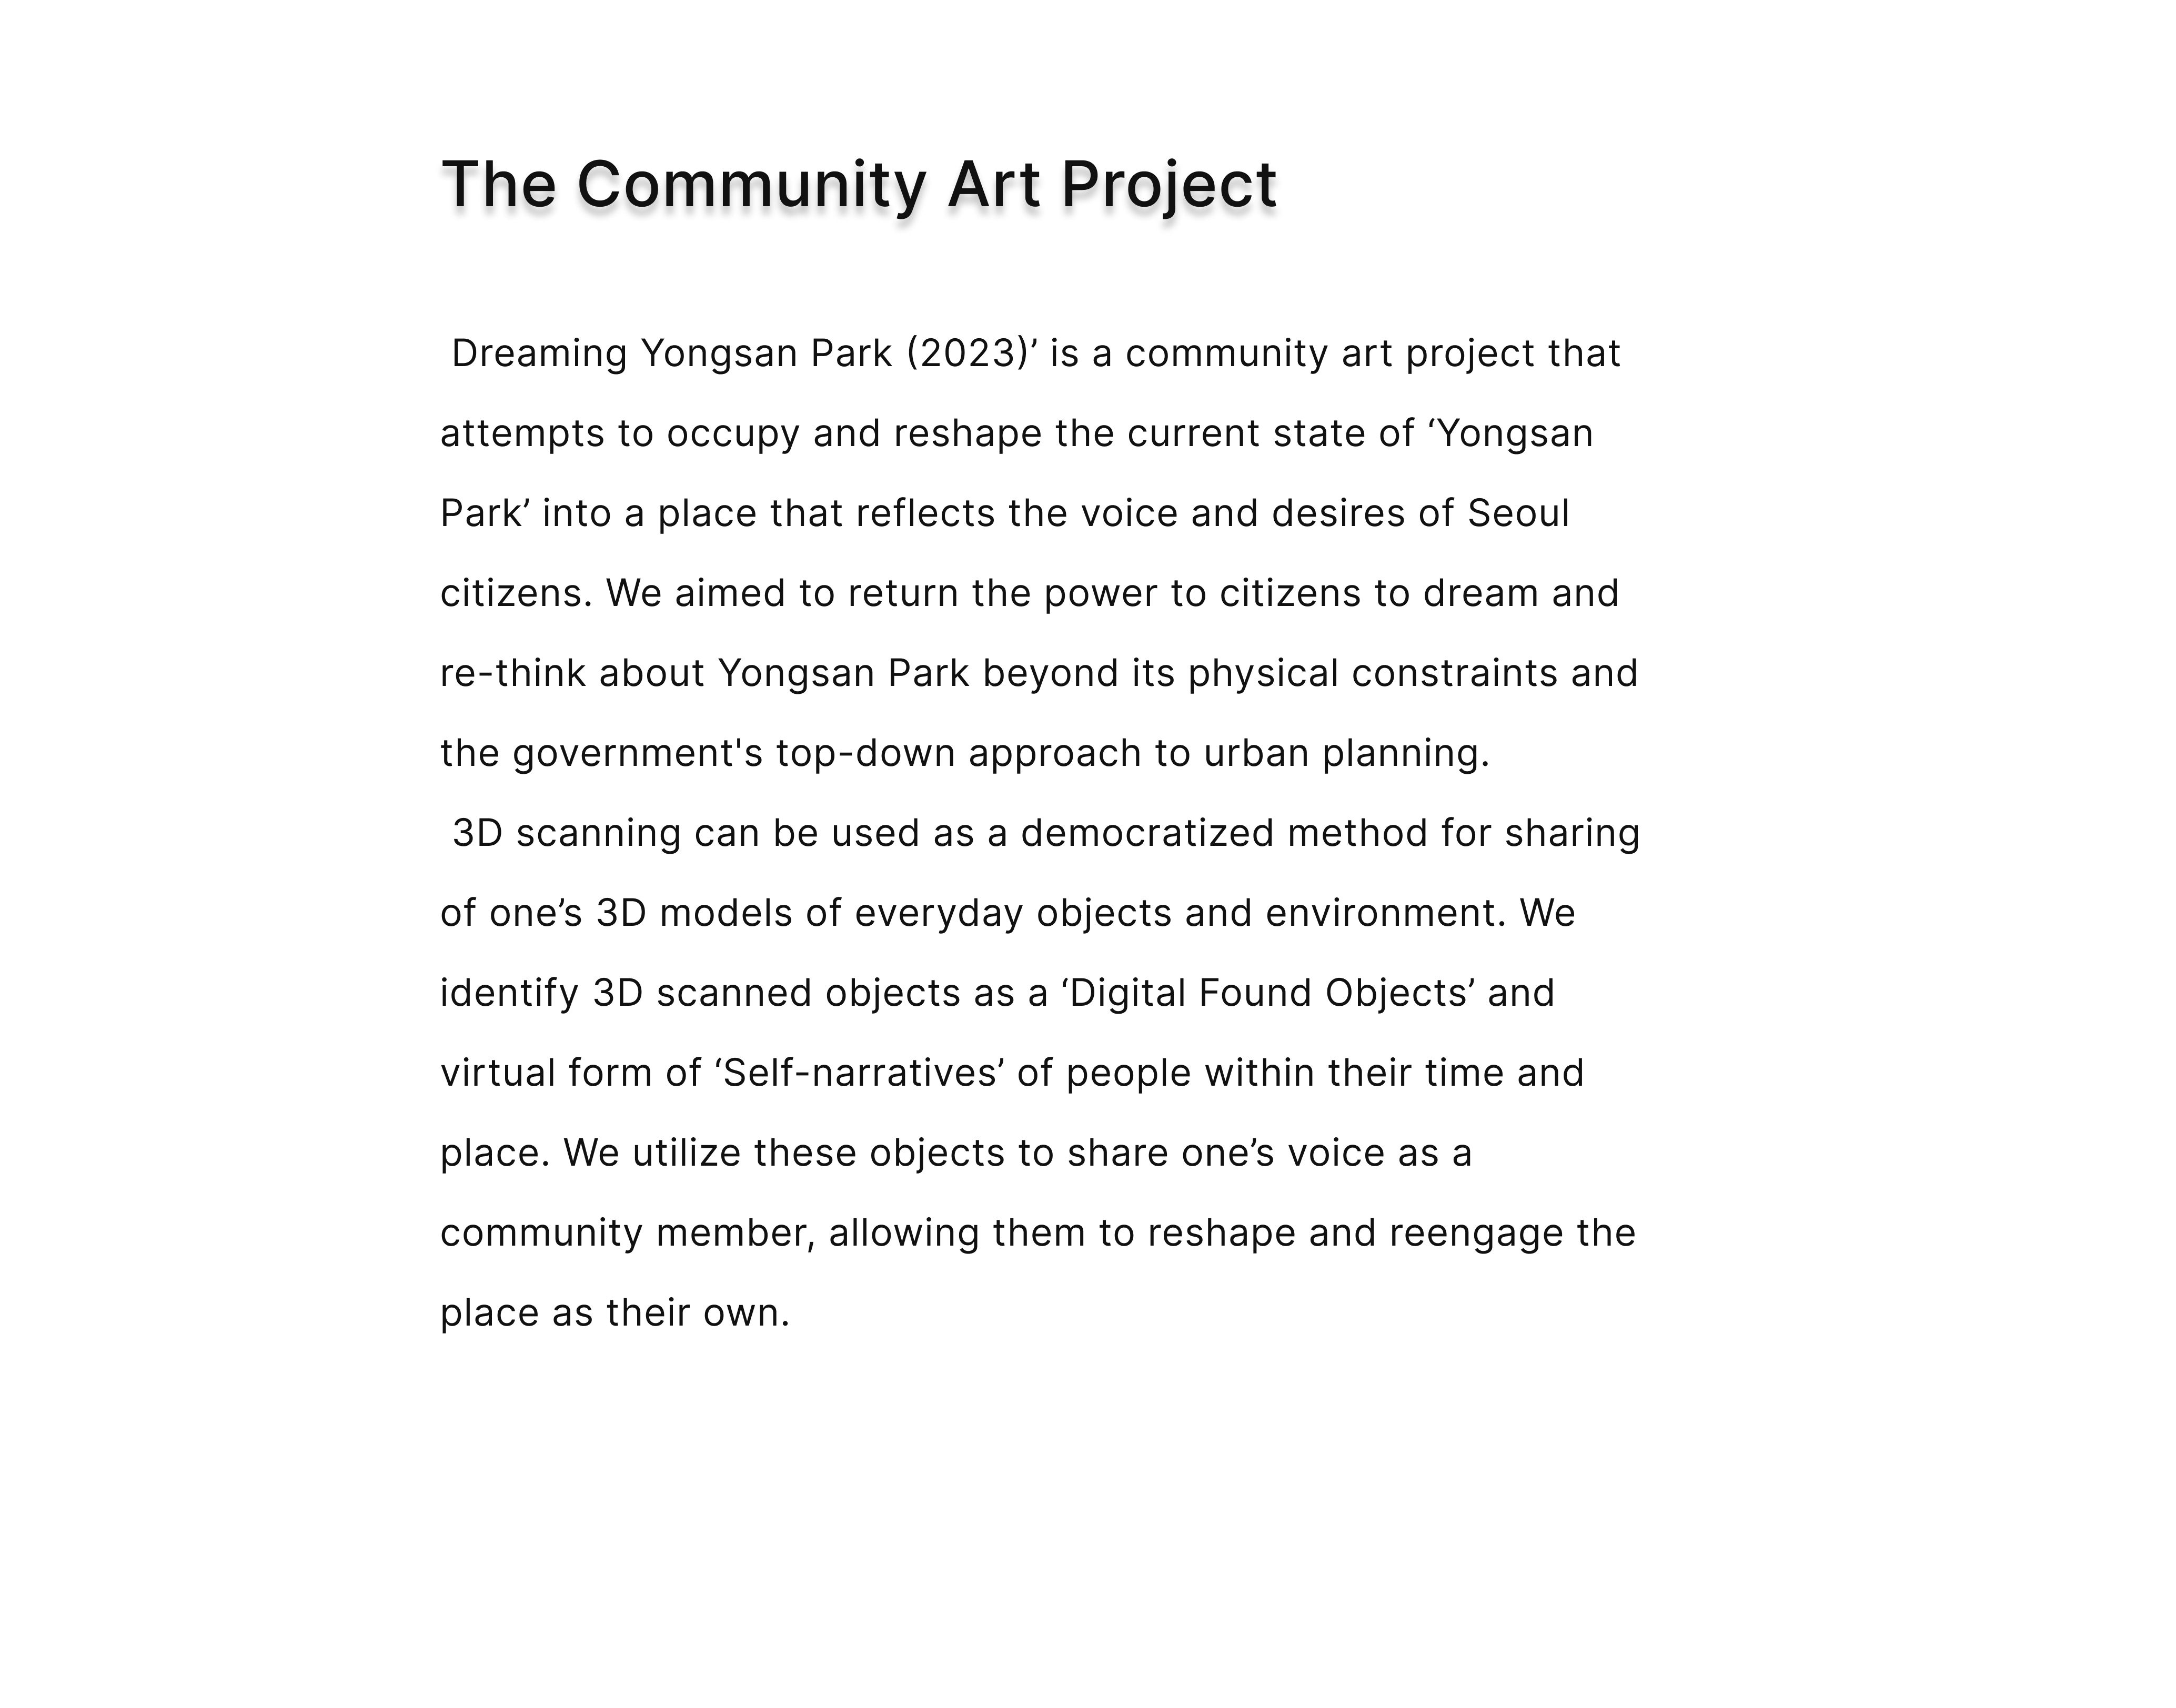 The Community Art Project
Dreaming Yongsan Park (2023)’ is a community art project that
attempts to occupy and reshape the current state of ‘Yongsan
Park’ into a place that reflects the voice and desires of Seoul
citizens. We aimed to return the power to citizens to dream and
re-think about Yongsan Park beyond its physical constraints and
the government's top-down approach to urban planning.
3D scanning can be used as a democratized method for sharing
of one’s 3D models of everyday objects and environment. We
identify 3D scanned objects as a ‘Digital Found Objects’ and
virtual form of ‘Self-narratives’ of people within their time and
place. We utilize these objects to share one’s voice as a
community member, allowing them to reshape and reengage the
place as their own.